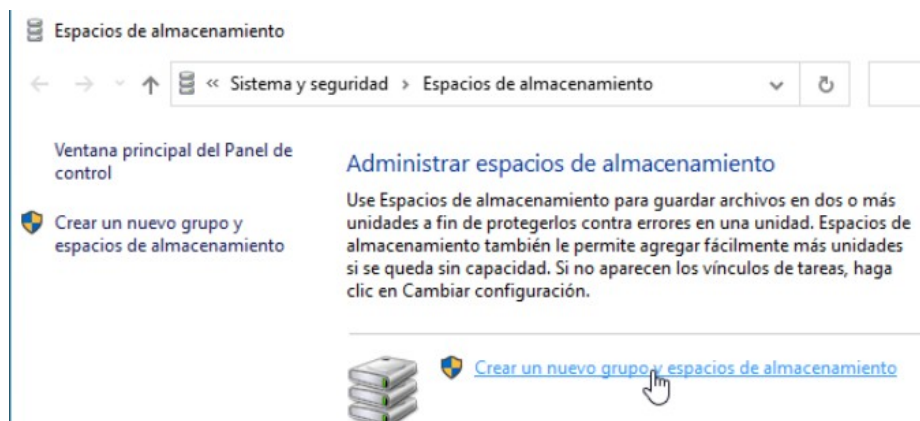 Espacios de almacenamiento
« Sistema y seguridad > Espacios de almacenamiento
Ventana principal del Panel de
control
Crear un nuevo grupo y
espacios de almacenamiento
Administrar espacios de almacenamiento
Use Espacios de almacenamiento para guardar archivos en dos o más
unidades a fin de protegerlos contra errores en una unidad. Espacios de
almacenamiento también le permite agregar fácilmente más unidades
si se queda sin capacidad. Si no aparecen los vínculos de tareas, haga
clic en Cambiar configuración.
Crear un nuevo grupo y espacios de almacenamiento